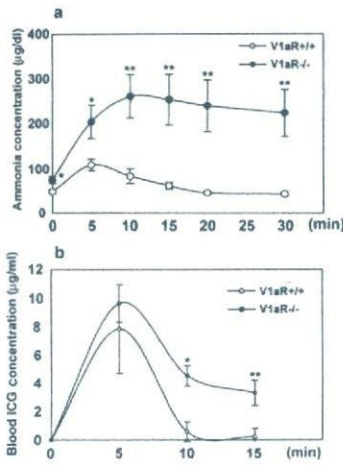 a
V1aR+/+
V1aR-/-
Ammonia concentration (μg/dl)
400
300
200
100
0
*
*
**
**
**
**
0 5 10 15 20 25 30 (min)
b
V1aR+/+
V1aR-/-
Blood ICG concentration (μg/ml)
12
10
8
6
4
2
0
*
**
0 5 10 15 (min)